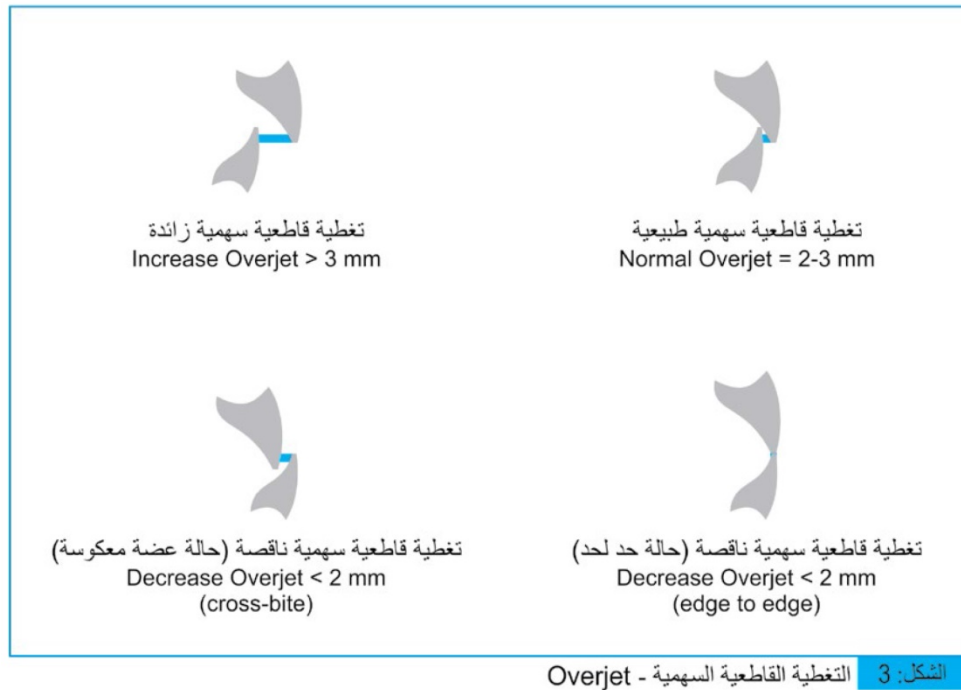 تغطية قاطعية سهمية طبيعية
Normal Overjet = 2-3 mm
تغطية قاطعية سهمية زائدة
Increase Overjet > 3 mm
تغطية قاطعية سهمية ناقصة (حالة حد لحد)
Decrease Overjet < 2 mm
(edge to edge)
تغطية قاطعية سهمية ناقصة (حالة عضة معكوسة)
Decrease Overjet < 2 mm
(cross-bite)
الشكل: 3 التغطية القاطعية السهمية - Overjet